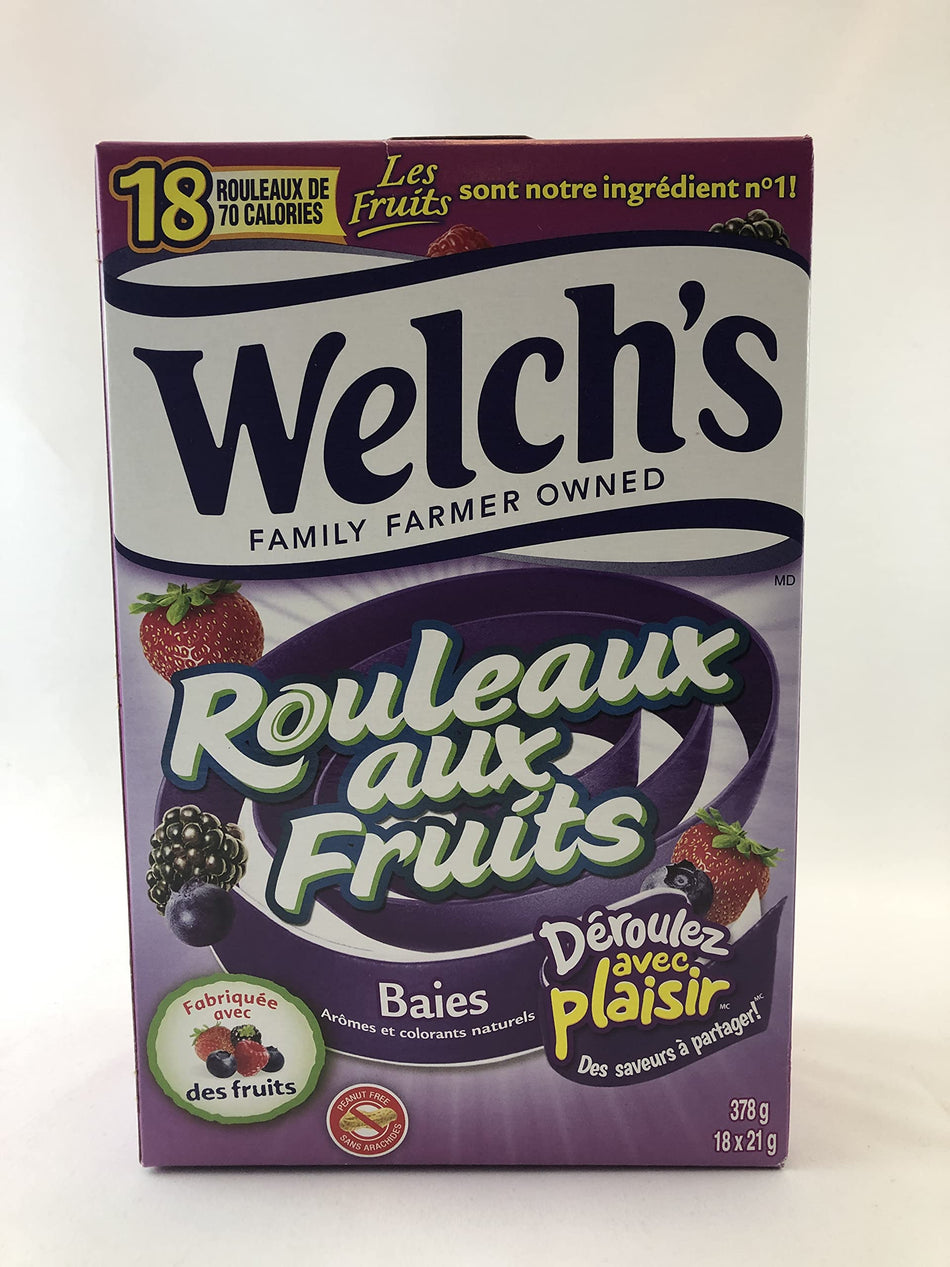 18 ROULEAUX DE
70 CALORIES
Les
Fruits sont notre ingrédient nº1!
Welch's
FAMILY FARMER OWNED
MD
Rouleaux
aux
Fruits
Déroulez
avec
plaisir MC
Des saveurs à partager! MC
Baies
Arômes et colorants naturels
Fabriquée
avec
des fruits
PEANUT FREE
SANS ARACHIDES
378 g
18 x 21 g